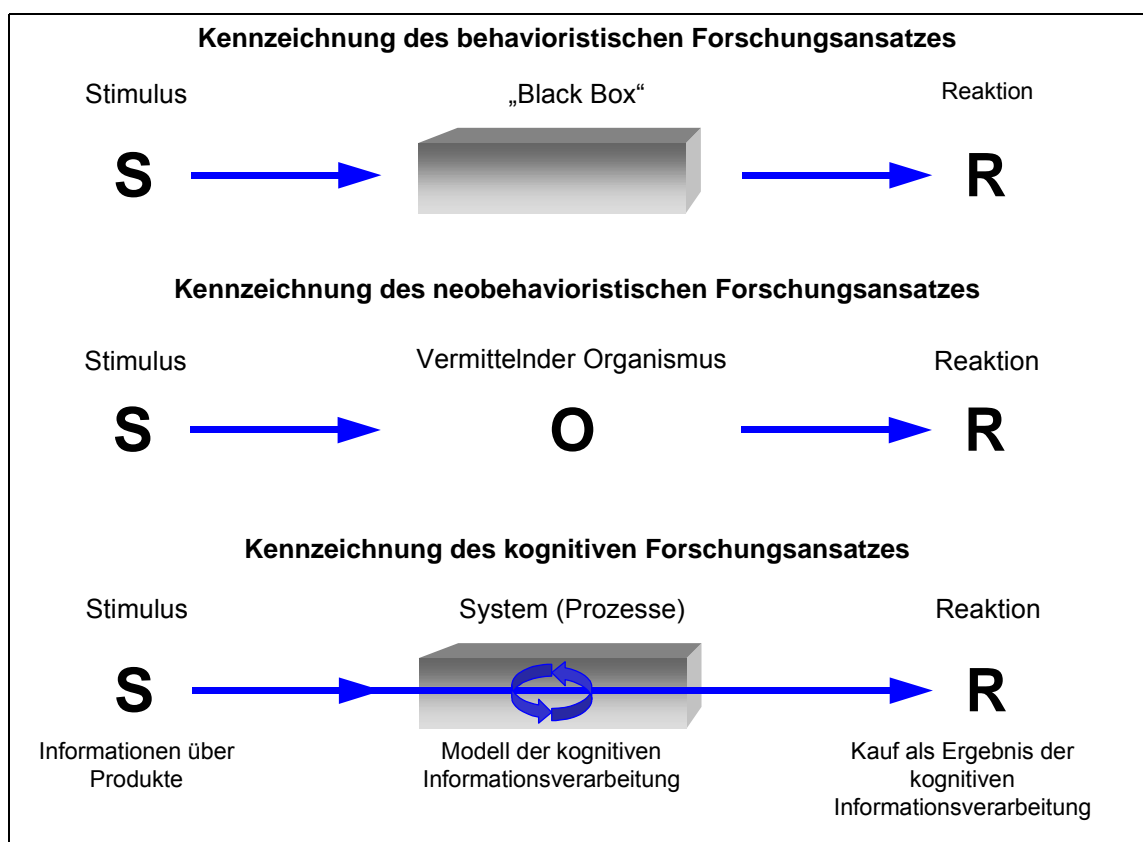 Kennzeichnung des behavioristischen Forschungsansatzes
Stimulus
„Black Box“
Reaktion
S
R
Kennzeichnung des neobehavioristischen Forschungsansatzes
Stimulus
Vermittelnder Organismus
Reaktion
S
O
R
Kennzeichnung des kognitiven Forschungsansatzes
Stimulus
System (Prozesse)
Reaktion
S
R
Informationen über
Produkte
Modell der kognitiven
Informationsverarbeitung
Kauf als Ergebnis der
kognitiven
Informationsverarbeitung